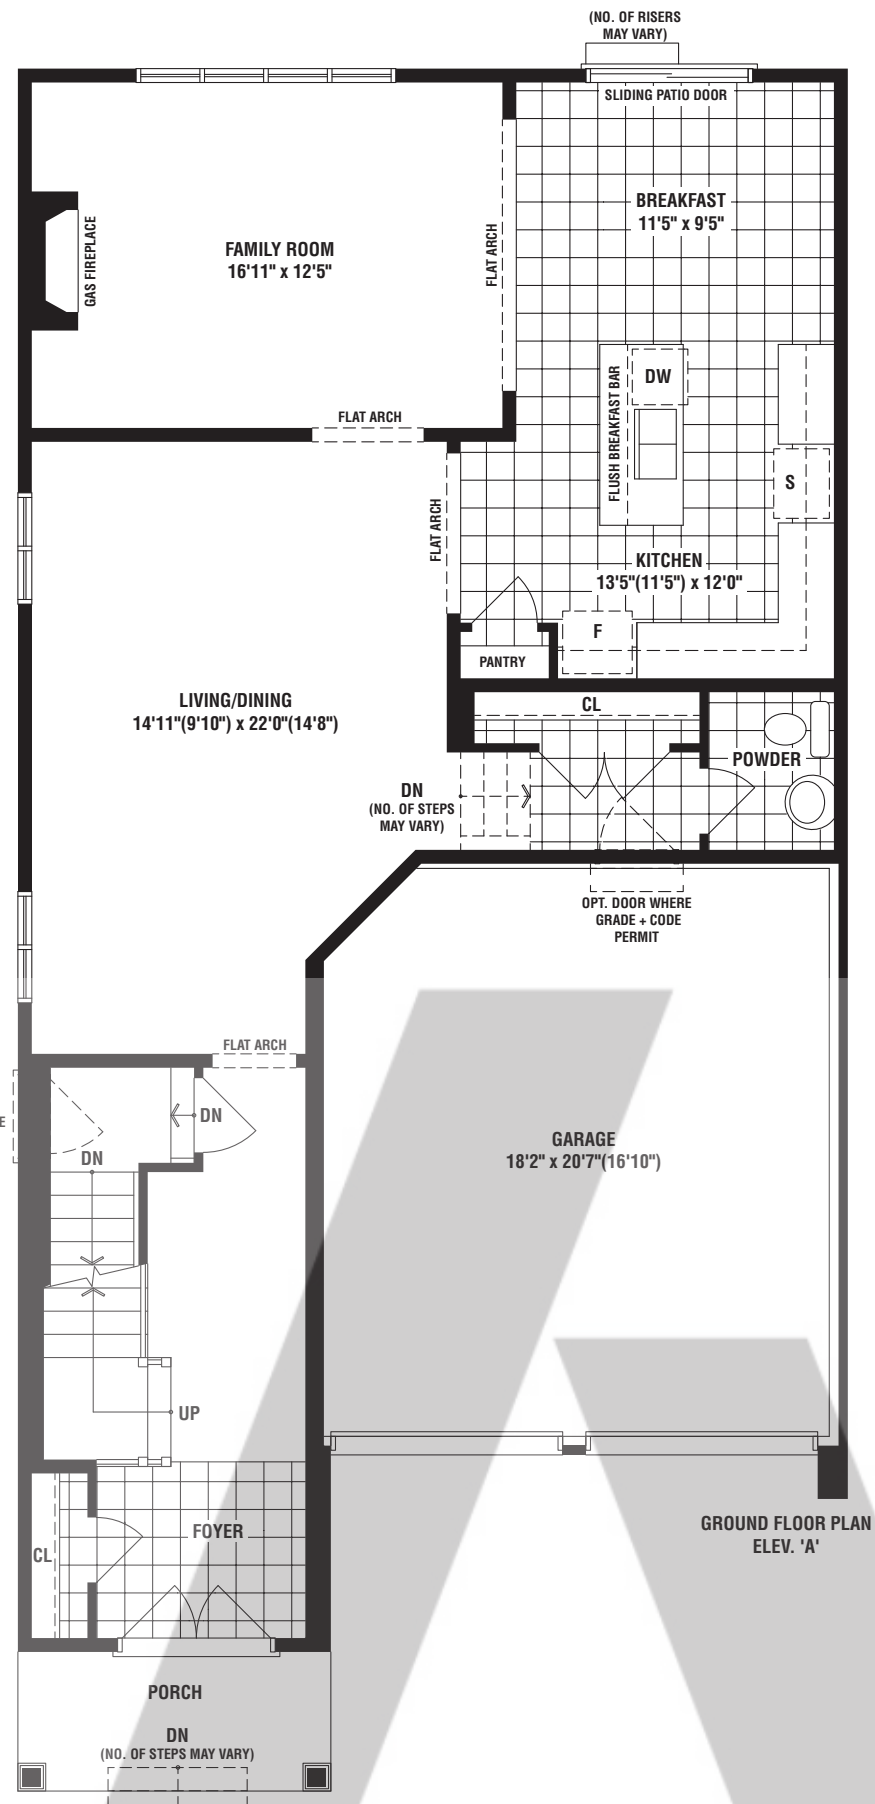 (NO. OF RISERS
MAY VARY)
SLIDING PATIO DOOR
BREAKFAST
11'5" x 9'5"
FAMILY ROOM
16'11" x 12'5"
GAS FIREPLACE
FLAT ARCH
FLUSH BREAKFAST BAR
DW
FLAT ARCH
S
FLAT ARCH
KITCHEN
13'5"(11'5") x 12'0"
F
PANTRY
LIVING/DINING
14'11"(9'10") x 22'0"(14'8")
CL
POWDER
DN
(NO. OF STEPS
MAY VARY)
OPT. DOOR WHERE
GRADE + CODE
PERMIT
FLAT ARCH
DN
DN
GARAGE
18'2" x 20'7"(16'10")
UP
FOYER
CL
GROUND FLOOR PLAN
ELEV. 'A'
PORCH
DN
(NO. OF STEPS MAY VARY)